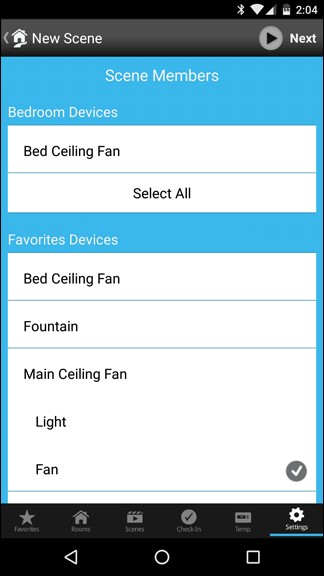 2:04
New Scene
Next
Scene Members
Bedroom Devices
Bed Ceiling Fan
Select All
Favorites Devices
Bed Ceiling Fan
Fountain
Main Ceiling Fan
Light
Fan
Favorites Rooms Scenes Check-In Temp Settings